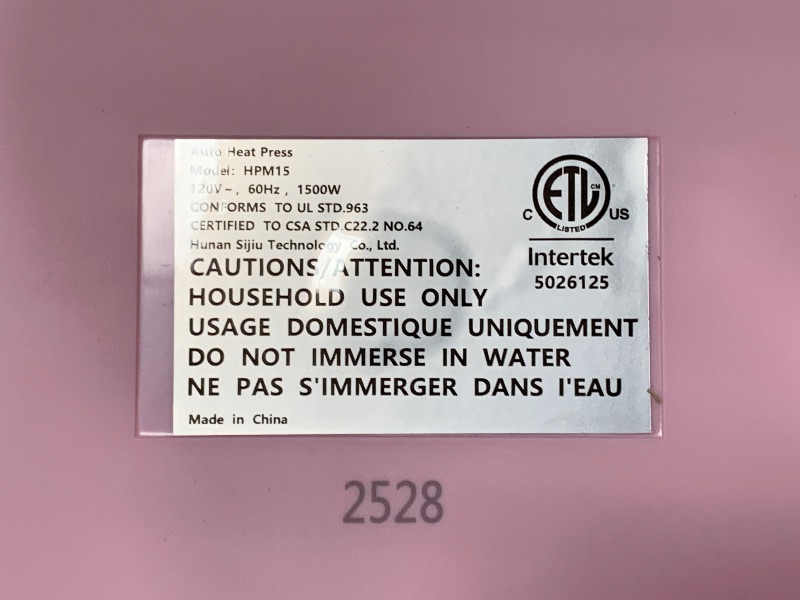 Auto Heat Press
Model: HPM15
120V~, 60Hz, 1500W
CONFORMS TO UL STD.963
CERTIFIED TO CSA STD.C22.2 NO.64
Hunan Sijiu Technology Co., Ltd.
CAUTIONS/ATTENTION:
HOUSEHOLD USE ONLY
USAGE DOMESTIQUE UNIQUEMENT
DO NOT IMMERSE IN WATER
NE PAS S'IMMERGER DANS I'EAU
Made in China
ETL CM
LISTED
C US
Intertek
5026125
2528